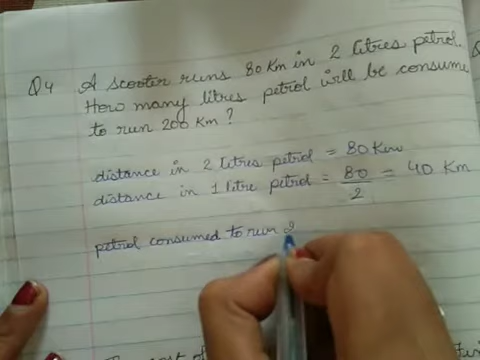 Q4 A scooter runs 80 Km in 2 litres petrol.
How many litres petrol will be consume
to run 200 Km?
distance in 2 litres petrol = 80 Km
distance in 1 litre petrol = 80/2 = 40 Km
petrol consumed to run 2